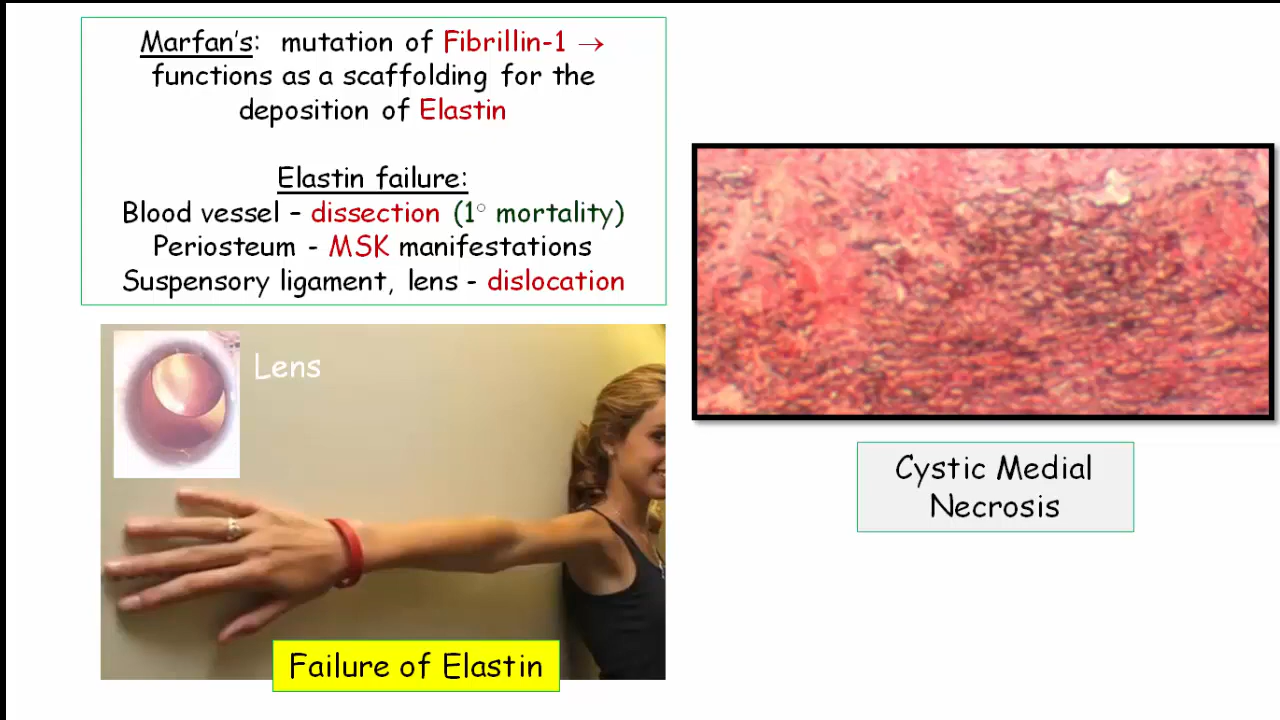 Marfan's: mutation of Fibrillin-1 →
functions as a scaffolding for the
deposition of Elastin
Elastin failure:
Blood vessel – dissection (1° mortality)
Periosteum - MSK manifestations
Suspensory ligament, lens - dislocation
Lens
Failure of Elastin
Cystic Medial
Necrosis